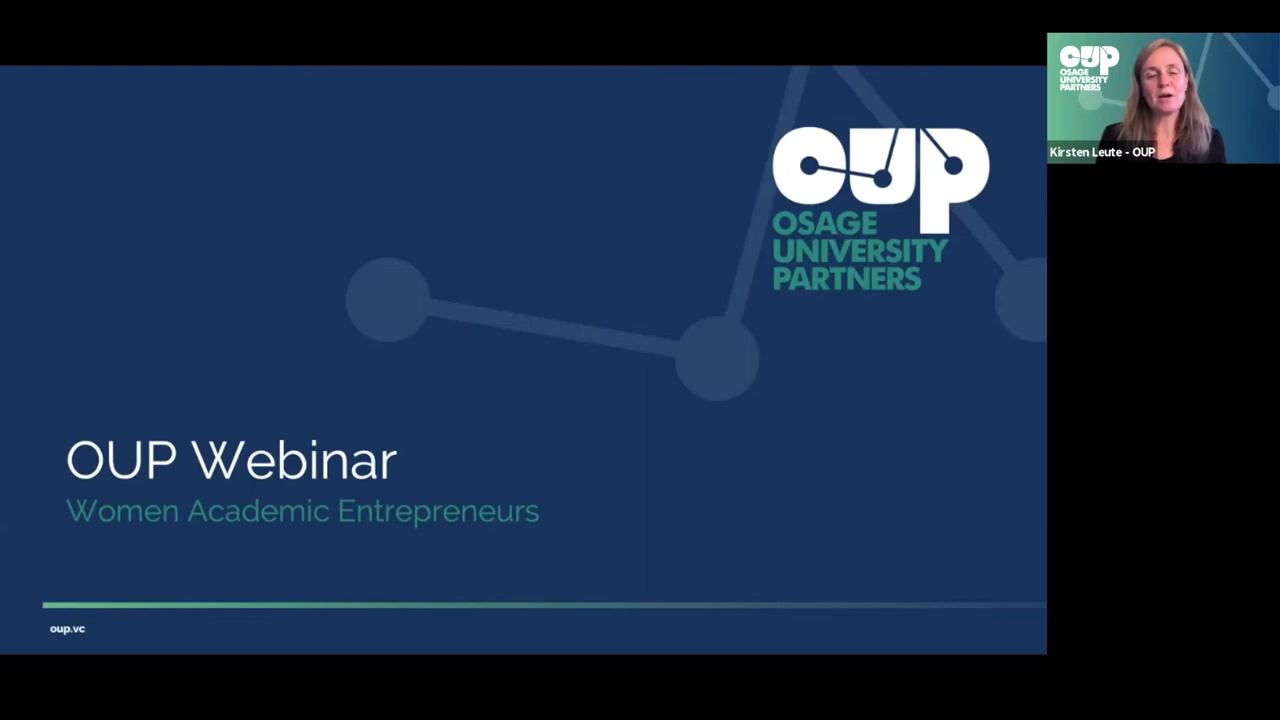 OUP
OSAGE
UNIVERSITY
PARTNERS
OUP Webinar
Women Academic Entrepreneurs
oup.vc
OUP
OSAGE
UNIVERSITY
PARTNERS
Kirsten Leute - OUP